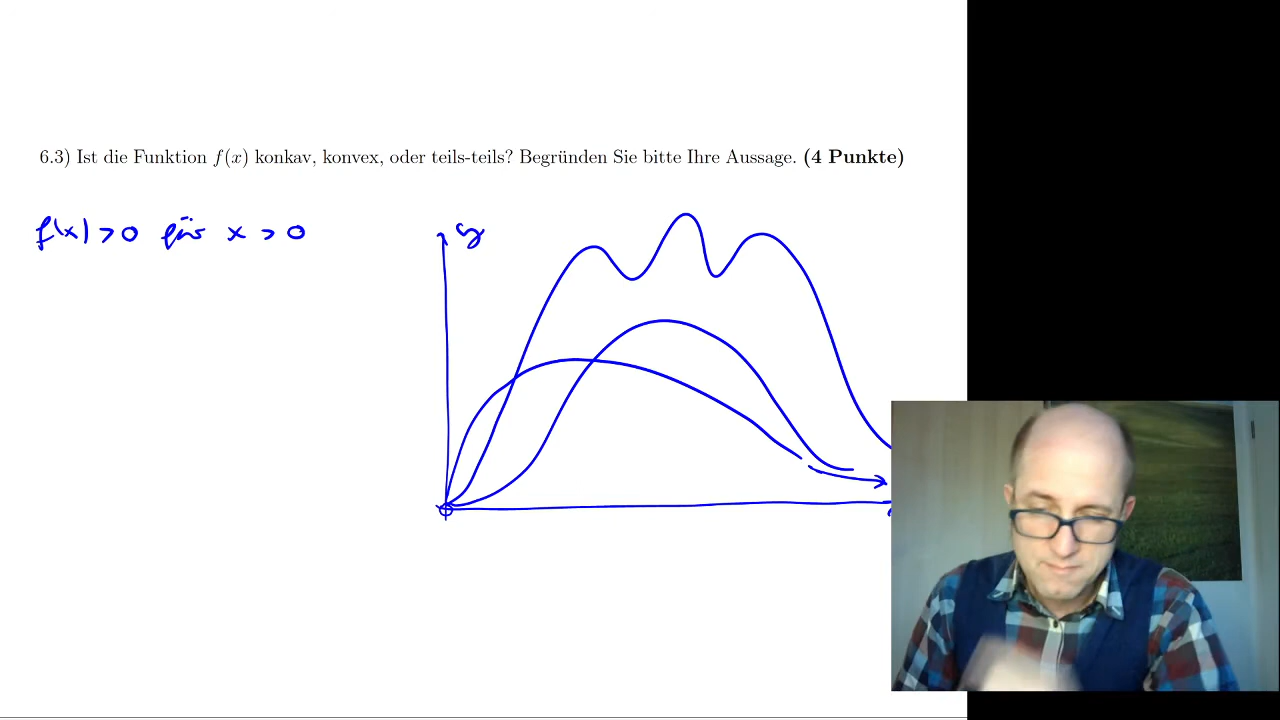 6.3) Ist die Funktion f(x) konkav, konvex, oder teils-teils? Begründen Sie bitte Ihre Aussage. (4 Punkte)
f(x) > 0 für x > 0